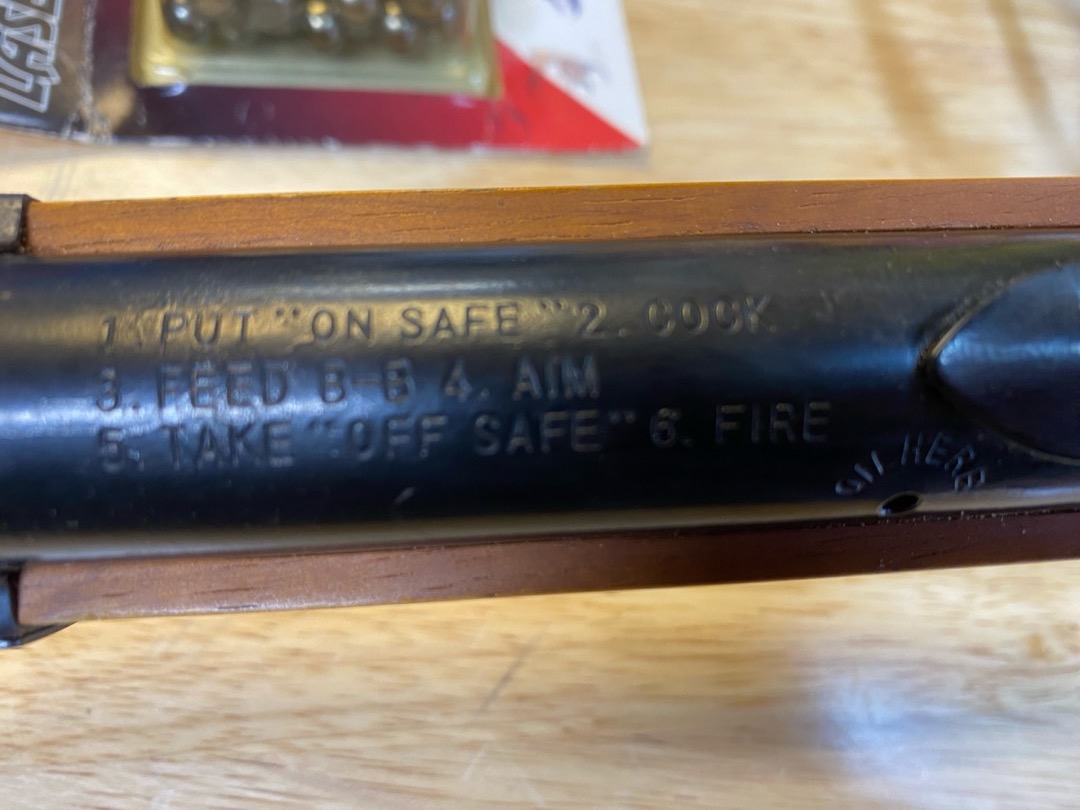 1. PUT "ON SAFE" 2. COCK
3. FEED B-B 4. AIM
5. TAKE "OFF SAFE" 6. FIRE
OIL HERE